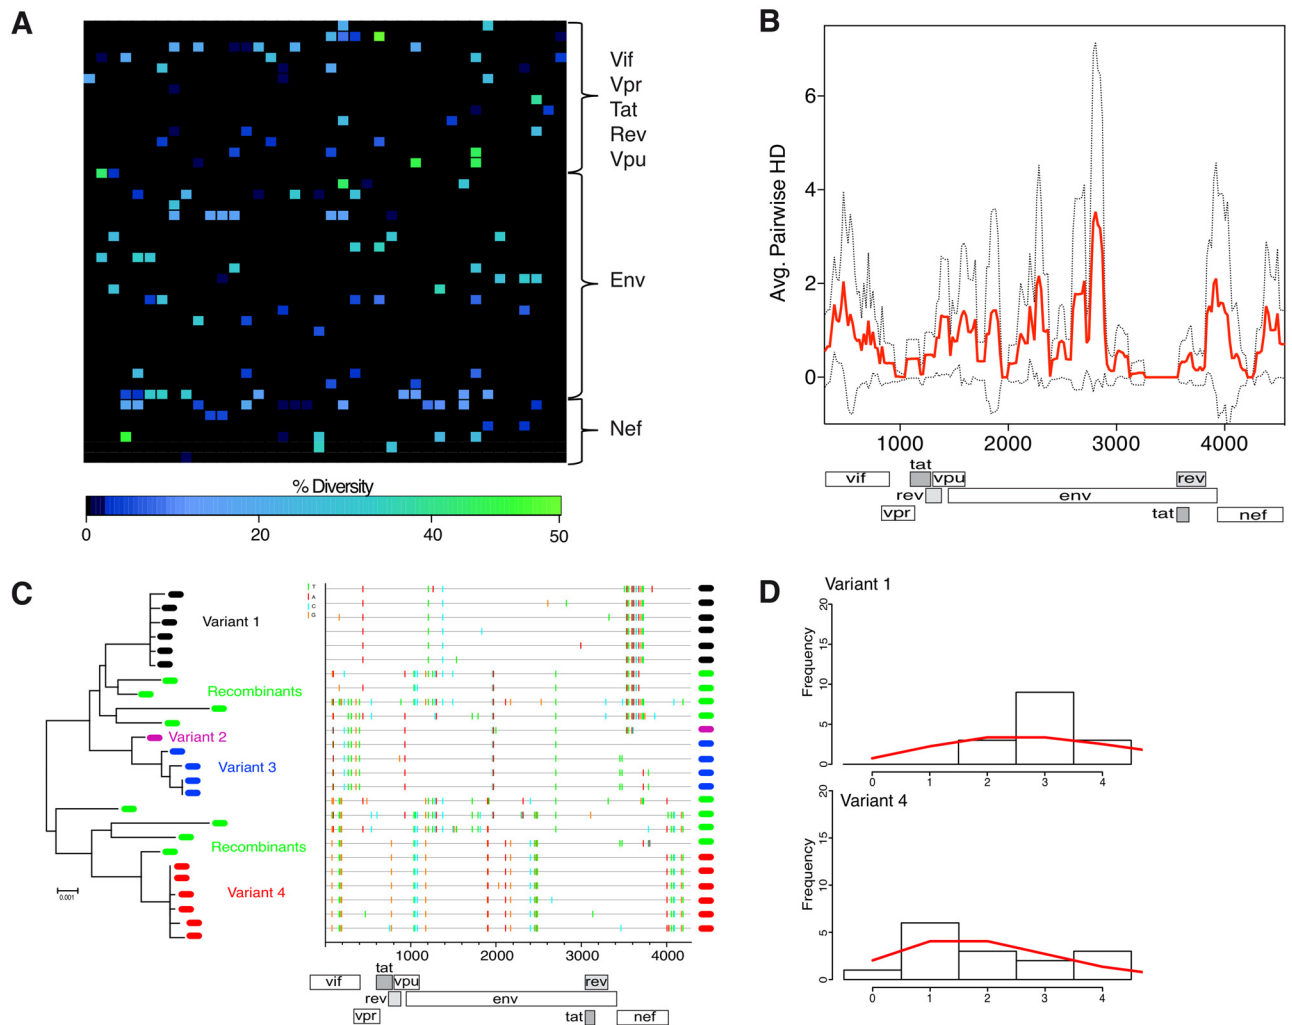 A
Vif
Vpr
Tat
Rev
Vpu
Env
Nef
% Diversity
0 20 40 50
B
Avg. Pairwise HD
6
4
2
0
1000 2000 3000 4000
tat
vif vpu rev
rev env
vpr tat nef
C
Variant 1
Recombinants
Variant 2
Variant 3
Recombinants
Variant 4
0.001
T
A
C
G
1000 2000 3000 4000
tat
vif vpu rev
rev env
vpr tat nef
D
Variant 1
Frequency
20
15
10
5
0
0 1 2 3 4
Variant 4
Frequency
20
15
10
5
0
0 1 2 3 4